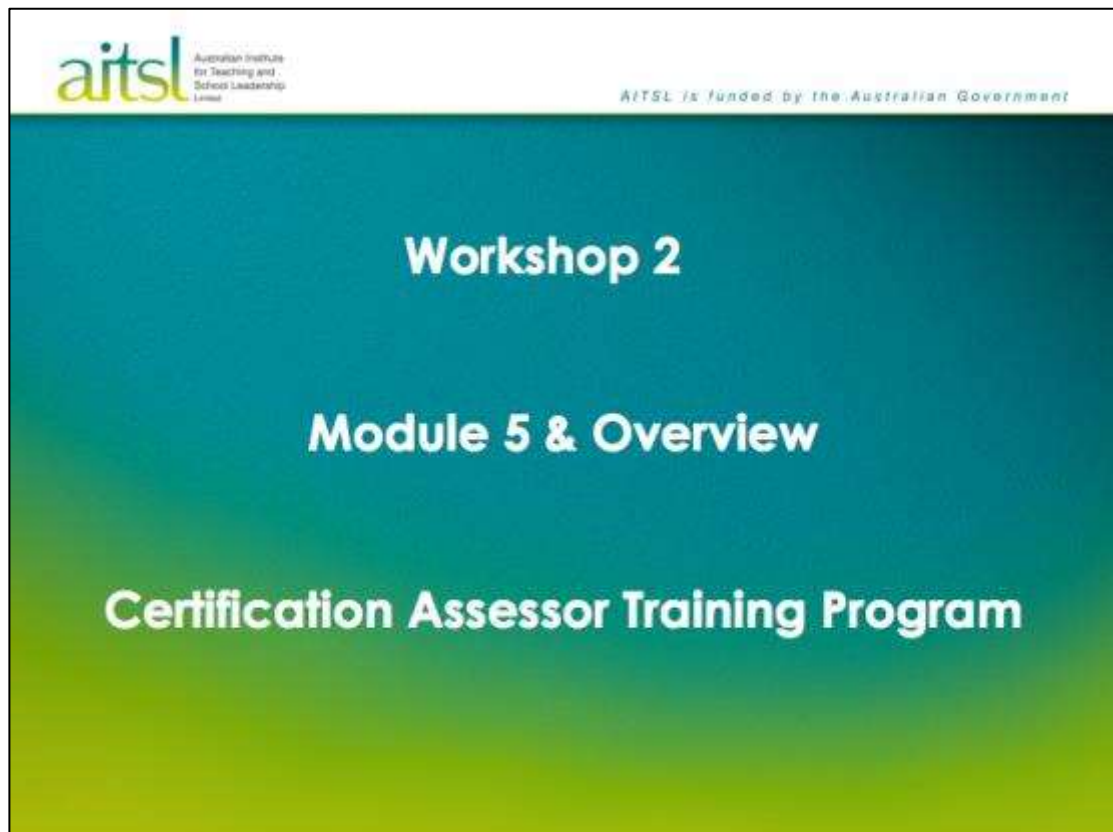 aitsl
Australian Institute
for Teaching and
School Leadership
Limited
AITSL is funded by the Australian Government
Workshop 2
Module 5 & Overview
Certification Assessor Training Program